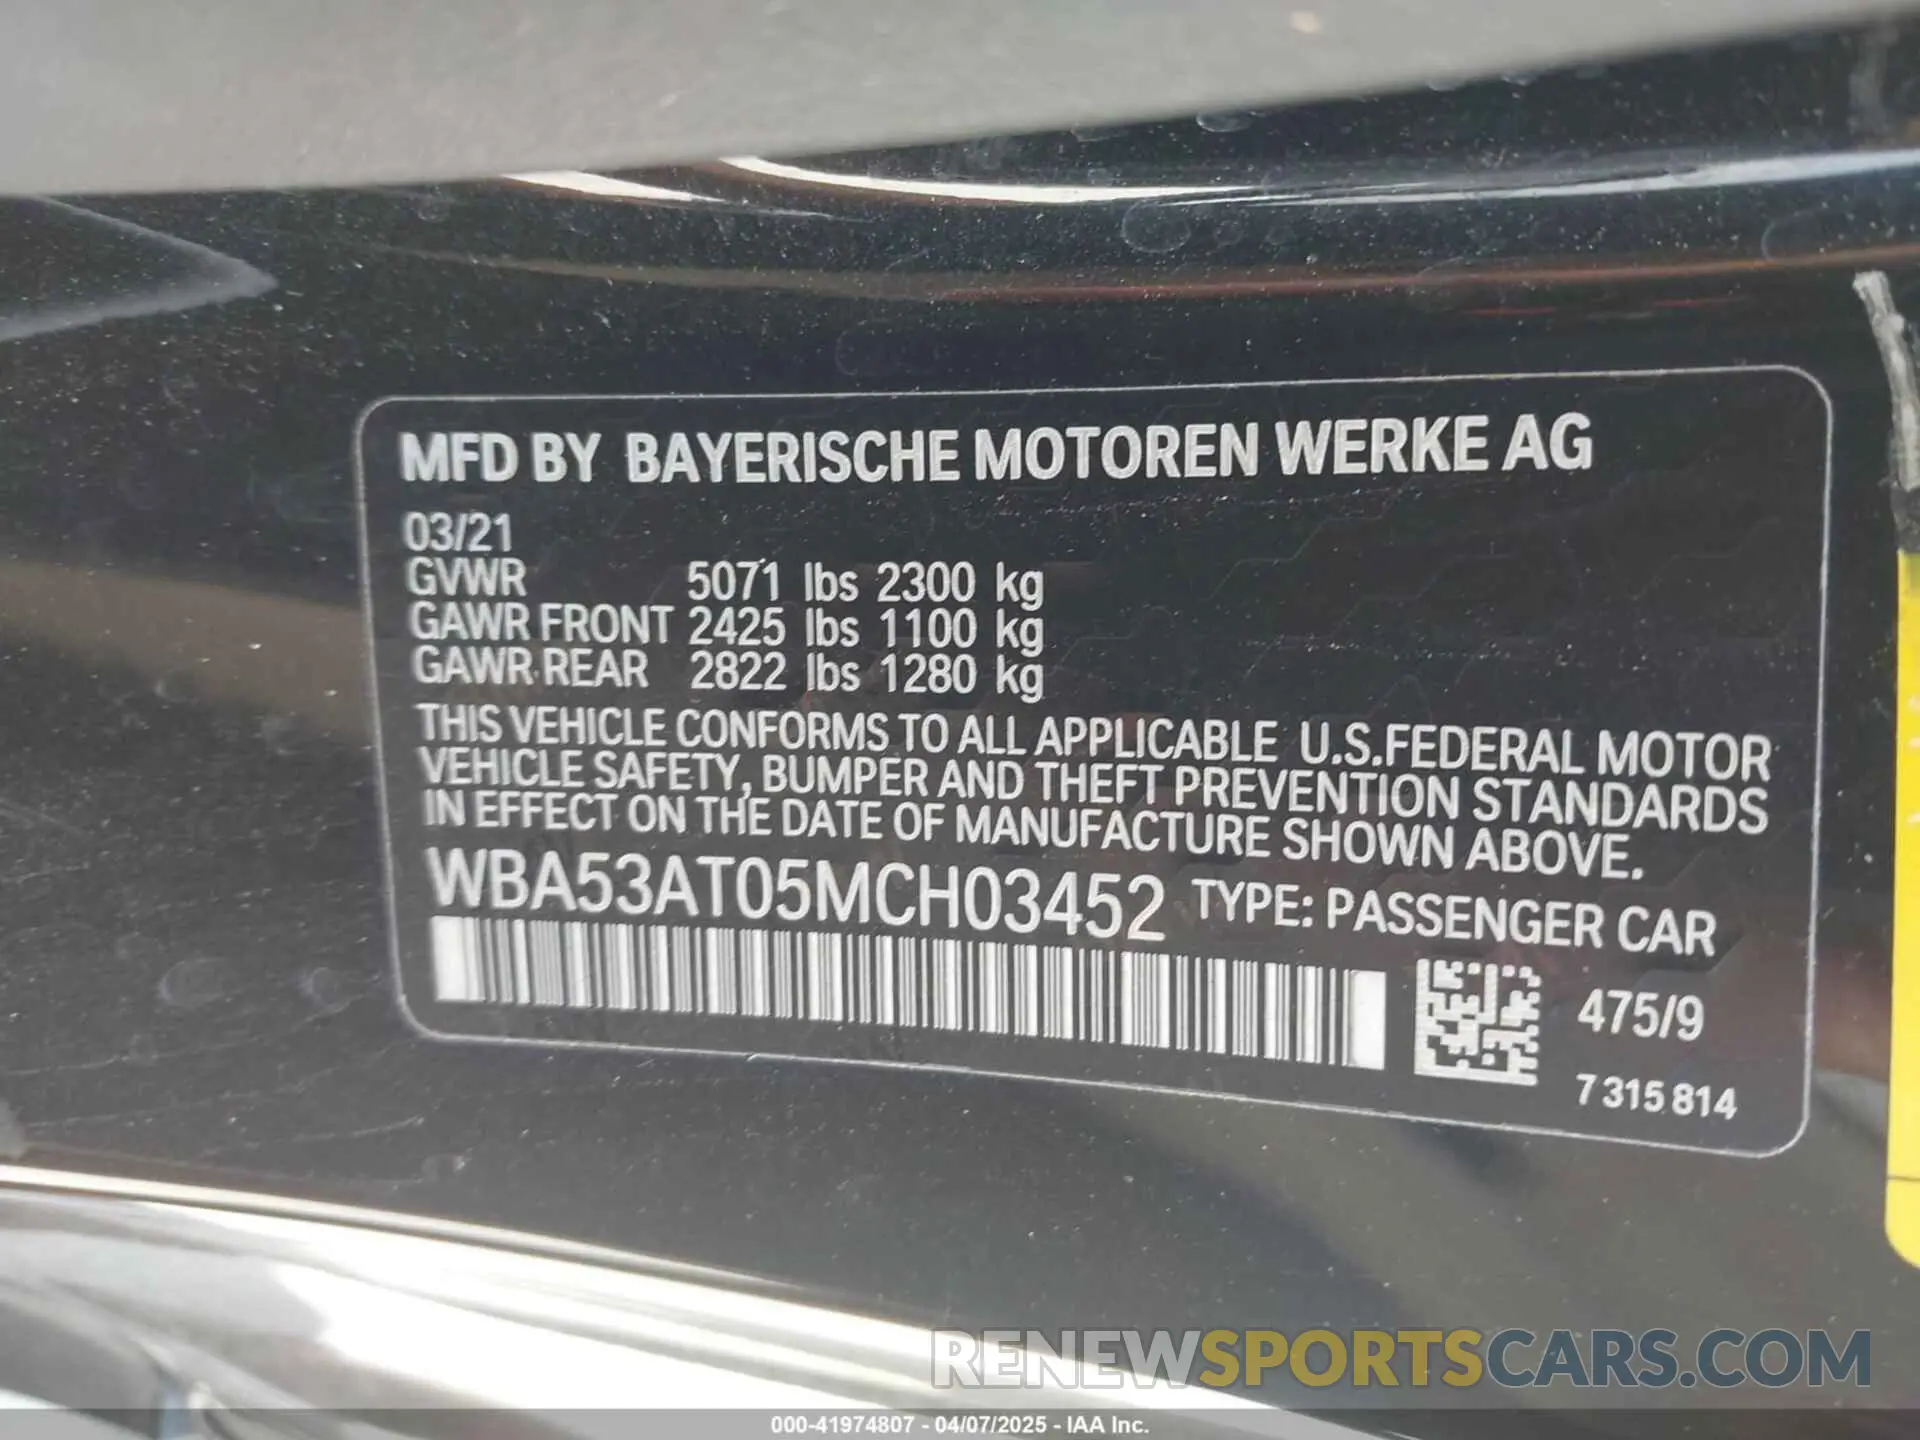 MFD BY BAYERISCHE MOTOREN WERKE AG
03/21
GVWR 5071 lbs 2300 kg
GAWR FRONT 2425 lbs 1100 kg
GAWR REAR 2822 lbs 1280 kg
THIS VEHICLE CONFORMS TO ALL APPLICABLE U.S.FEDERAL MOTOR
VEHICLE SAFETY, BUMPER AND THEFT PREVENTION STANDARDS
IN EFFECT ON THE DATE OF MANUFACTURE SHOWN ABOVE.
WBA53AT05MCH03452 TYPE: PASSENGER CAR
475/9
7 315 814
RENEWSPORTSCARS.COM
000-41974807 - 04/07/2025 - IAA Inc.